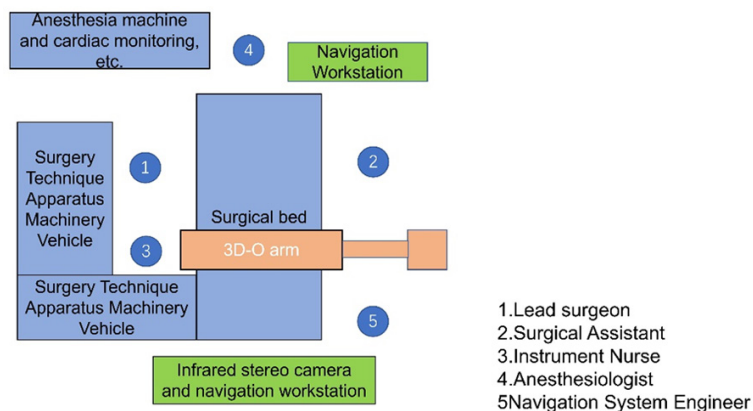 Anesthesia machine
and cardiac monitoring,
etc.
4
Navigation
Workstation
Surgery
Technique
Apparatus
Machinery
Vehicle
1
2
Surgical bed
3
3D-O arm
Surgery Technique
Apparatus Machinery
Vehicle
5
Infrared stereo camera
and navigation workstation
1.Lead surgeon
2.Surgical Assistant
3.Instrument Nurse
4.Anesthesiologist
5Navigation System Engineer